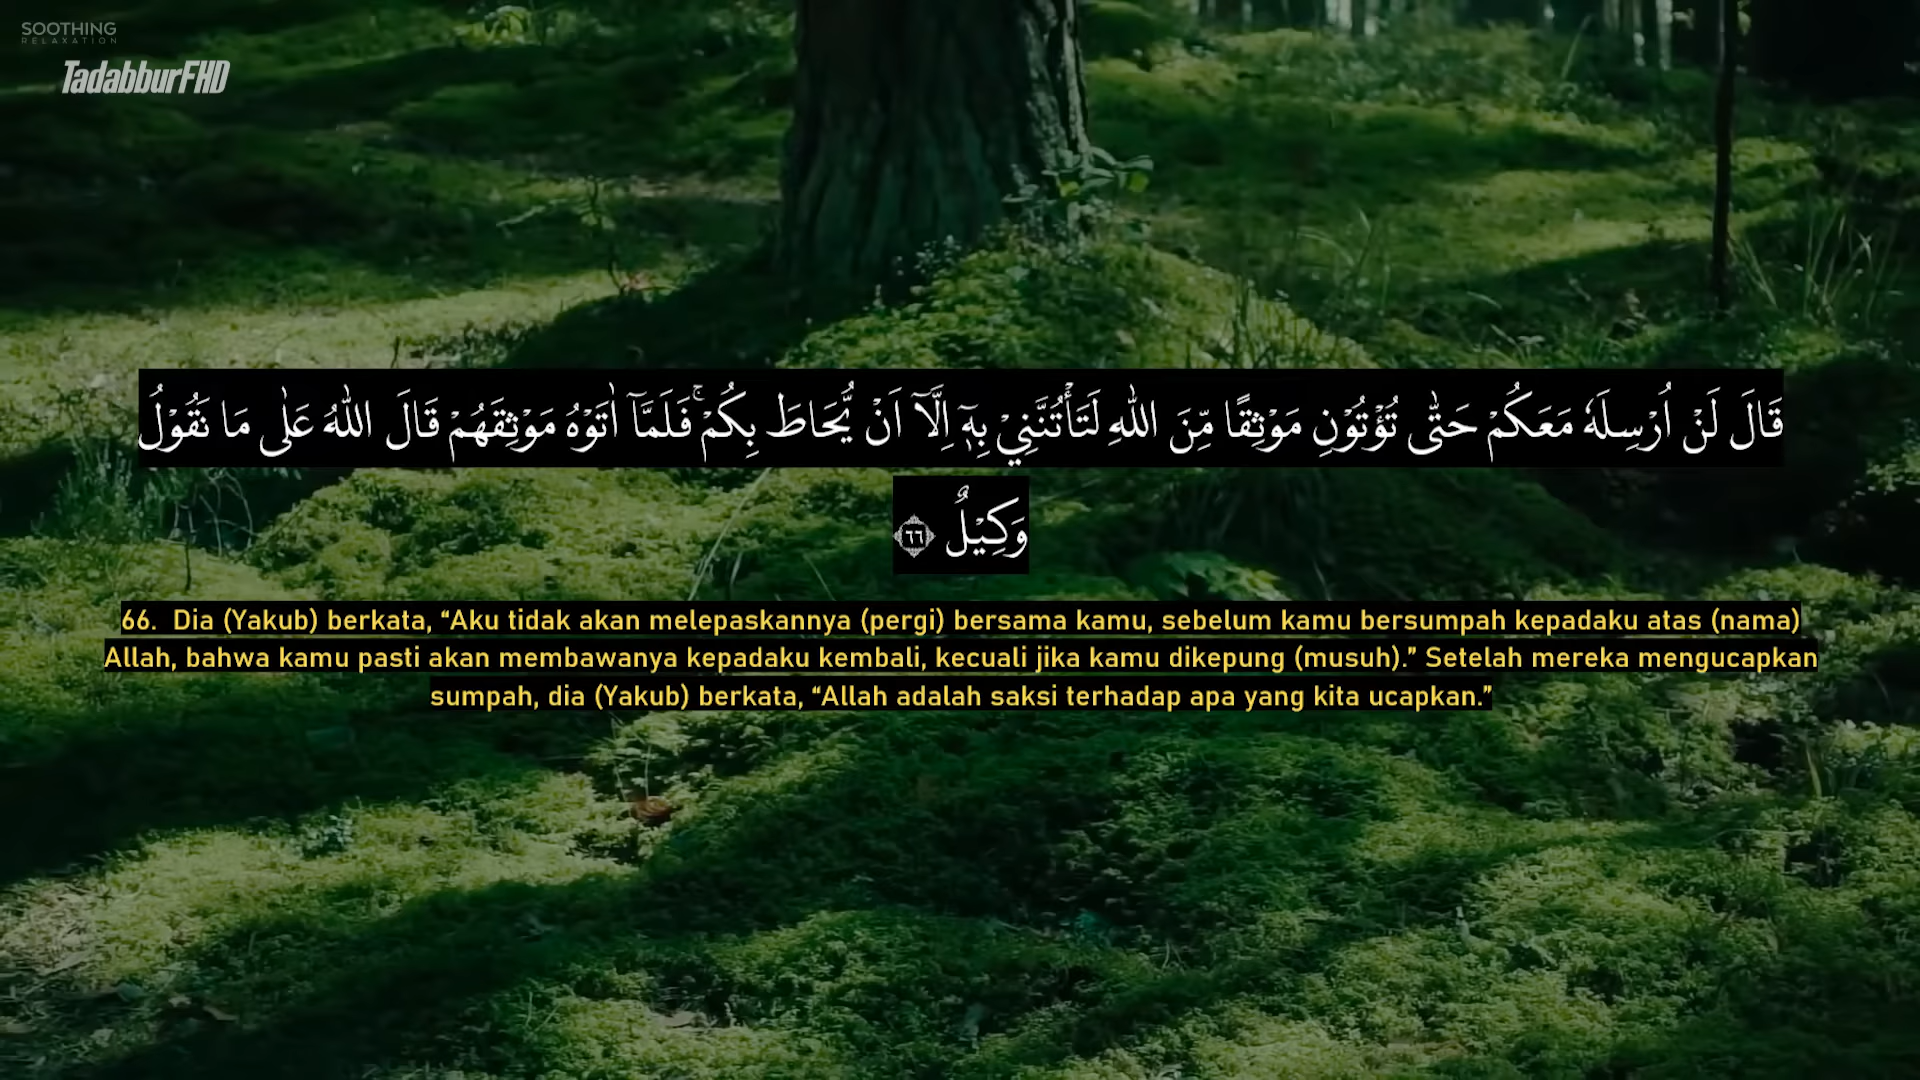 SOOTHING
RELAXATION
TadabburFHD
قَالَ لَنْ اُرْسِلَهٗ مَعَكُمْ حَتّٰى تُؤْتُوْنِ مَوْثِقًا مِّنَ اللّٰهِ لَتَأْتُنَّنِيْ بِهٖٓ اِلَّآ اَنْ يُّحَاطَ بِكُمْۚ فَلَمَّآ اٰتَوْهُ مَوْثِقَهُمْ قَالَ اللّٰهُ عَلٰى مَا نَقُوْلُ
وَكِيْلٌ ٦٦
66. Dia (Yakub) berkata, “Aku tidak akan melepaskannya (pergi) bersama kamu, sebelum kamu bersumpah kepadaku atas (nama)
Allah, bahwa kamu pasti akan membawanya kepadaku kembali, kecuali jika kamu dikepung (musuh).” Setelah mereka mengucapkan
sumpah, dia (Yakub) berkata, “Allah adalah saksi terhadap apa yang kita ucapkan.”